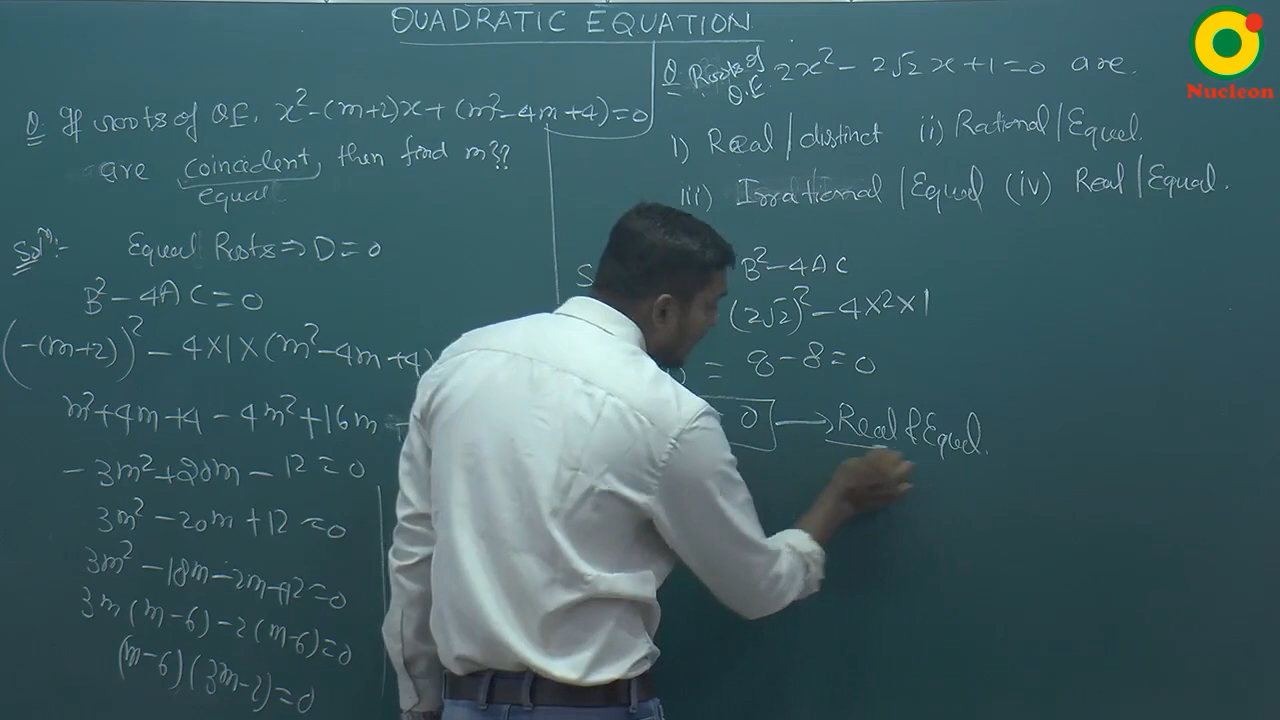 QUADRATIC EQUATION
Q. If roots of Q.E. x² - (m+2)x + (m² - 4m + 4) = 0
are coincedent, then find m??
equal
Solⁿ:- Equal Roots ⇒ D = 0
B² - 4AC = 0
(-(m+2))² - 4×1×(m² - 4m + 4)
m² + 4m + 4 - 4m² + 16m -
-3m² + 20m - 12 = 0
3m² - 20m + 12 = 0
3m² - 18m - 2m + 12 = 0
3m(m-6) - 2(m-6) = 0
(m-6)(3m-2) = 0
Q. Roots of Q.E. 2x² - 2√2x + 1 = 0 are.
i) Real/distinct ii) Rational/Equal.
iii) Irrational/Equal (iv) Real/Equal.
S
B² - 4AC
(2√2)² - 4×2×1
= 8 - 8 = 0
= 0 → Real & Equal.
Nucleon